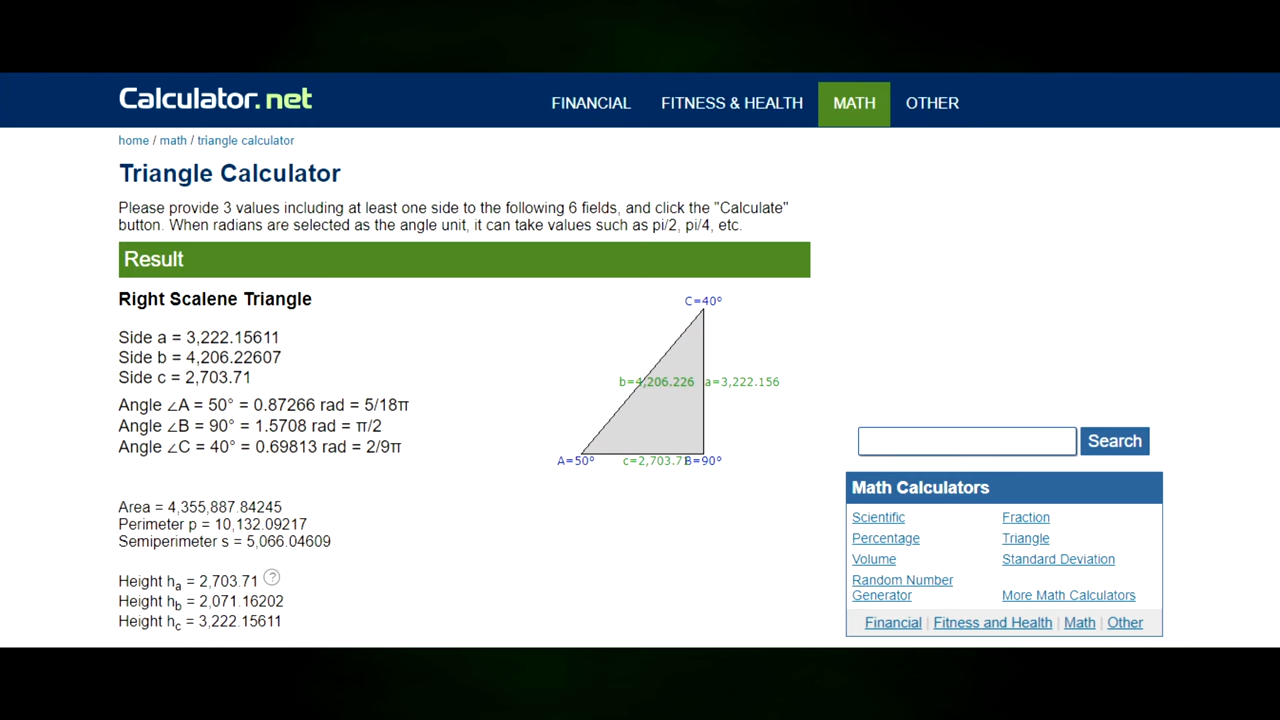 Calculator.net
FINANCIAL FITNESS & HEALTH MATH OTHER
home / math / triangle calculator
Triangle Calculator
Please provide 3 values including at least one side to the following 6 fields, and click the "Calculate"
button. When radians are selected as the angle unit, it can take values such as pi/2, pi/4, etc.
Result
Right Scalene Triangle
Side a = 3,222.15611
Side b = 4,206.22607
Side c = 2,703.71
Angle ∠A = 50° = 0.87266 rad = 5/18π
Angle ∠B = 90° = 1.5708 rad = π/2
Angle ∠C = 40° = 0.69813 rad = 2/9π
C=40º
b=4,206.226 a=3,222.156
A=50º c=2,703.71 B=90º
Area = 4,355,887.84245
Perimeter p = 10,132.09217
Semiperimeter s = 5,066.04609
Height ha = 2,703.71 ?
Height hb = 2,071.16202
Height hc = 3,222.15611
Search
Math Calculators
Scientific Fraction
Percentage Triangle
Volume Standard Deviation
Random Number
Generator More Math Calculators
Financial | Fitness and Health | Math | Other